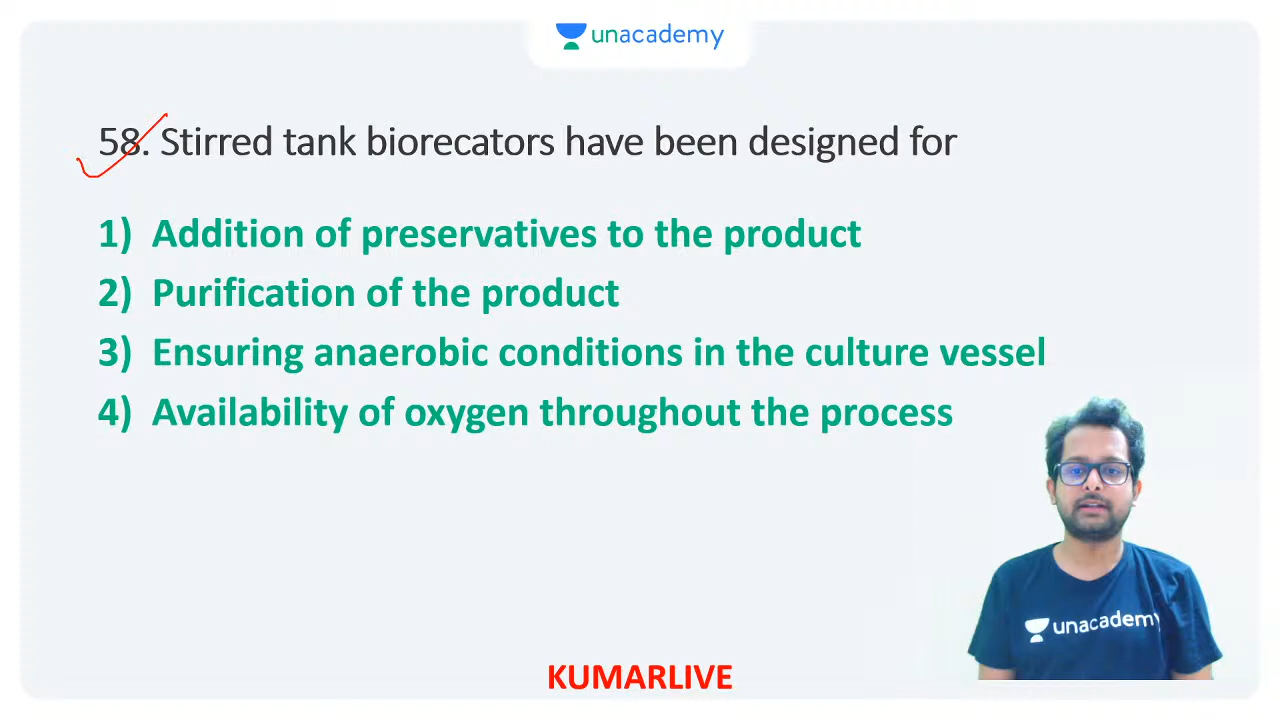 unacademy
58. Stirred tank biorecators have been designed for
1) Addition of preservatives to the product
2) Purification of the product
3) Ensuring anaerobic conditions in the culture vessel
4) Availability of oxygen throughout the process
unacademy
KUMARLIVE